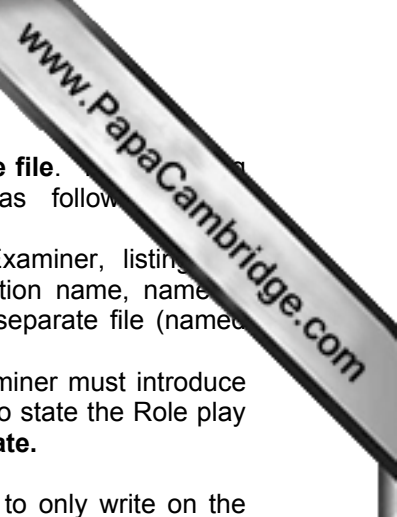 www.PapaCambridge.com
e file.
as follow
Examiner, listing
tion name, name
separate file (named
miner must introduce
o state the Role play
ate.
to only write on the